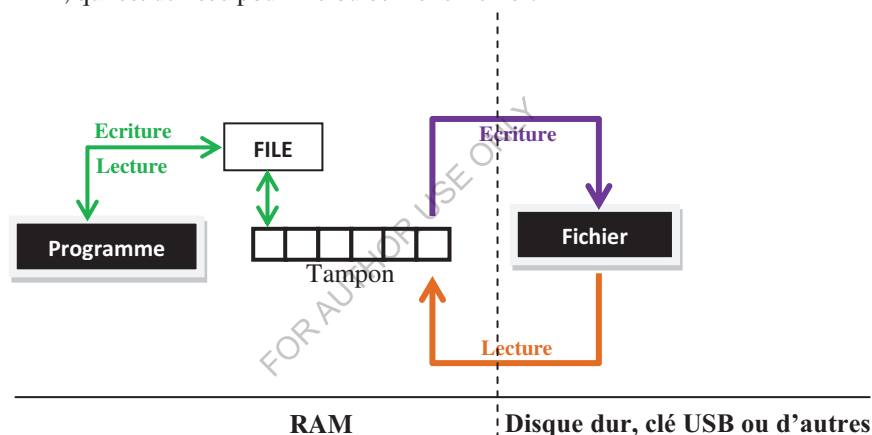 Ecriture
Lecture
FILE
Programme
Tampon
Ecriture
Fichier
Lecture
FOR AUTHOR USE ONLY
RAM
Disque dur, clé USB ou d'autres